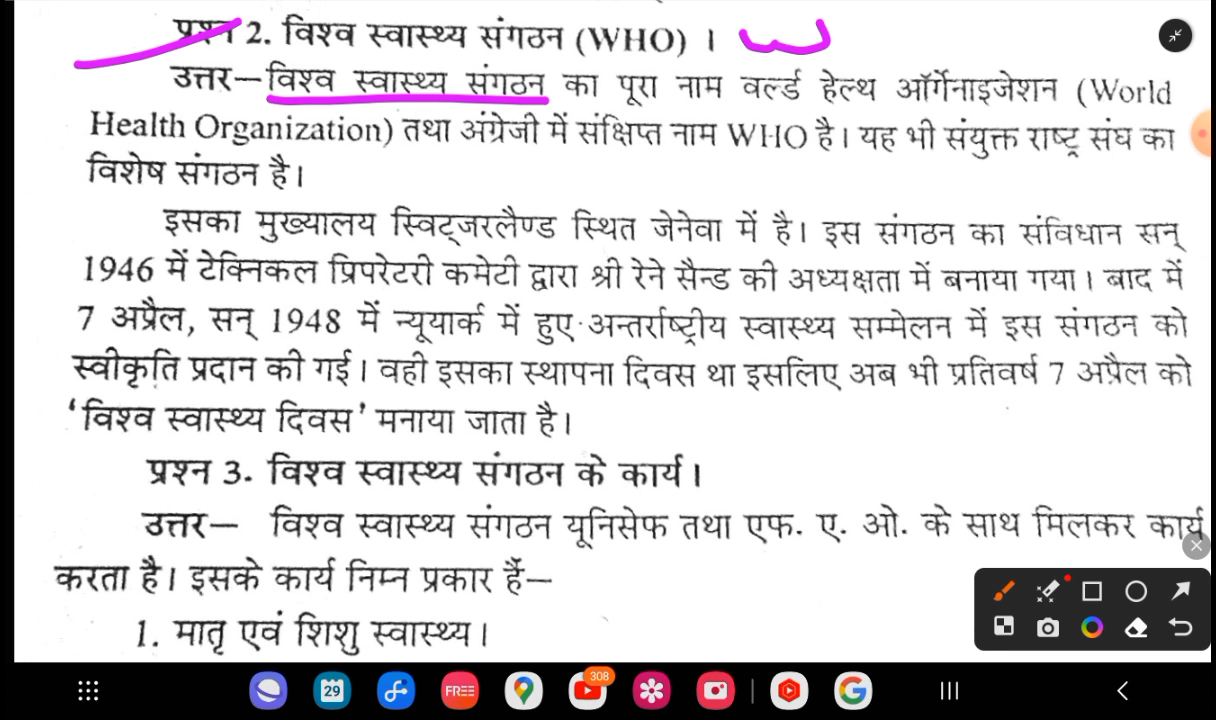 प्रश्न 2. विश्व स्वास्थ्य संगठन (WHO) ।
उत्तर—विश्व स्वास्थ्य संगठन का पूरा नाम वर्ल्ड हेल्थ ऑर्गेनाइजेशन (World
Health Organization) तथा अंग्रेजी में संक्षिप्त नाम WHO है। यह भी संयुक्त राष्ट्र संघ का
विशेष संगठन है।
इसका मुख्यालय स्विट्जरलैण्ड स्थित जेनेवा में है। इस संगठन का संविधान सन्
1946 में टेक्निकल प्रिपरेटरी कमेटी द्वारा श्री रेने सैन्ड की अध्यक्षता में बनाया गया। बाद में
7 अप्रैल, सन् 1948 में न्यूयार्क में हुए अन्तर्राष्ट्रीय स्वास्थ्य सम्मेलन में इस संगठन को
स्वीकृति प्रदान की गई। वही इसका स्थापना दिवस था इसलिए अब भी प्रतिवर्ष 7 अप्रैल को
‘विश्व स्वास्थ्य दिवस’ मनाया जाता है।
प्रश्न 3. विश्व स्वास्थ्य संगठन के कार्य।
उत्तर— विश्व स्वास्थ्य संगठन यूनिसेफ तथा एफ. ए. ओ. के साथ मिलकर कार्य
करता है। इसके कार्य निम्न प्रकार हैं—
1. मातृ एवं शिशु स्वास्थ्य।
29 FREE 308